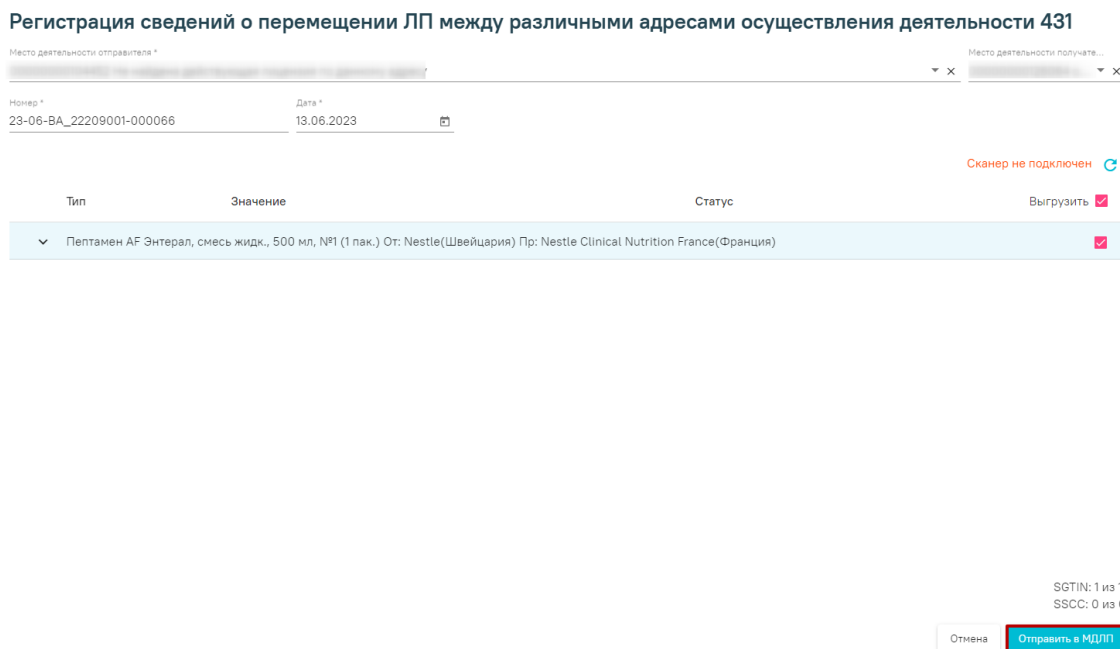 Регистрация сведений о перемещении ЛП между различными адресами осуществления деятельности 431
Место деятельности отправителя *
Место деятельности получате...
Номер *
Дата *
23-06-BA_22209001-000066
13.06.2023
Сканер не подключен
Тип Значение Статус Выгрузить
Пептамен AF Энтерал, смесь жидк., 500 мл, №1 (1 пак.) От: Nestle(Швейцария) Пр: Nestle Clinical Nutrition France(Франция)
SGTIN: 1 из 1
SSCC: 0 из
Отмена
Отправить в МДЛП